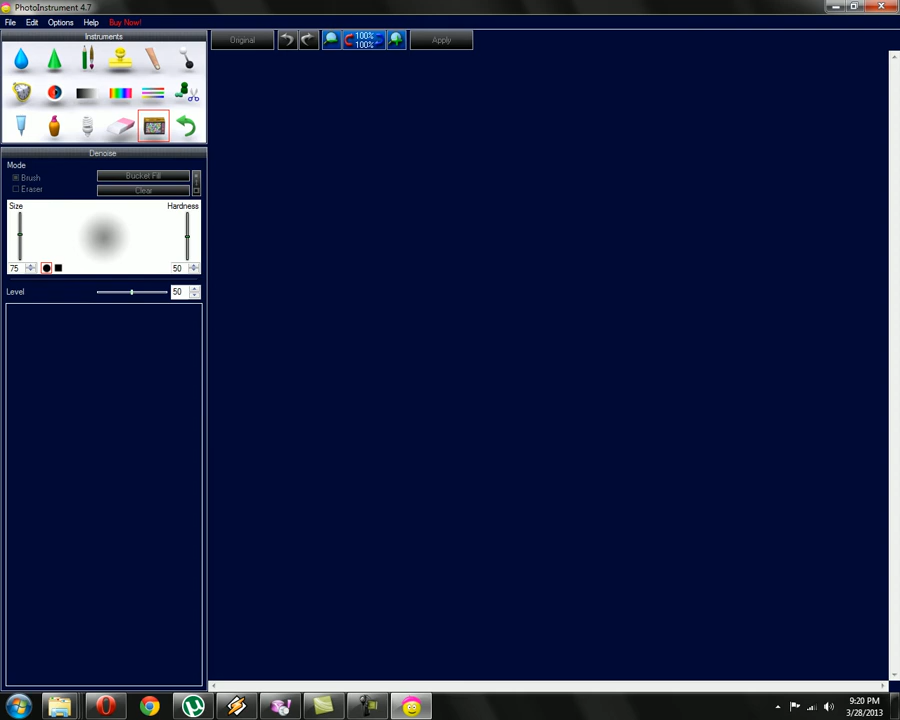 PhotoInstrument 4.7
File Edit Options Help Buy Now!
Instruments
Original 100% 100% Apply
Denoise
Mode
Brush Bucket Fill
Eraser Clear
Size Hardness
75 50
Level 50
9:20 PM
3/28/2013